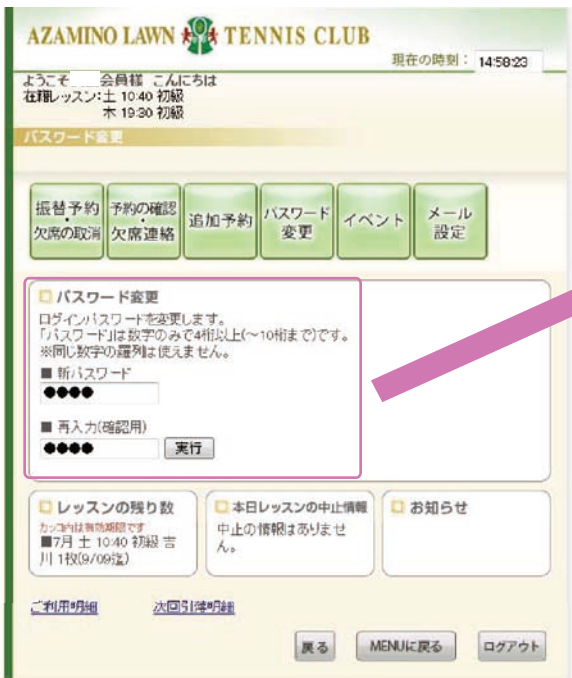 AZAMINO LAWN TENNIS CLUB
現在の時刻： 14:58:23
ようこそ 会員様 こんにちは
在籍レッスン：土 10:40 初級
木 19:30 初級
パスワード変更
振替予約・欠席の取消
予約の確認・欠席連絡
追加予約
パスワード変更
イベント
メール設定
パスワード変更
ログインパスワードを変更します。
「パスワード」は数字のみで4桁以上(～10桁まで)です。
※同じ数字の羅列は使えません。
■ 新パスワード
●●●●
■ 再入力(確認用)
●●●● 実行
レッスンの残り数
カッコ内は有効期限です
■7月 土 10:40 初級 吉
川 1枚(9/09迄)
本日レッスンの中止情報
中止の情報はありませ
ん。
お知らせ
ご利用明細 次回引落明細
戻る MENUに戻る ログアウト